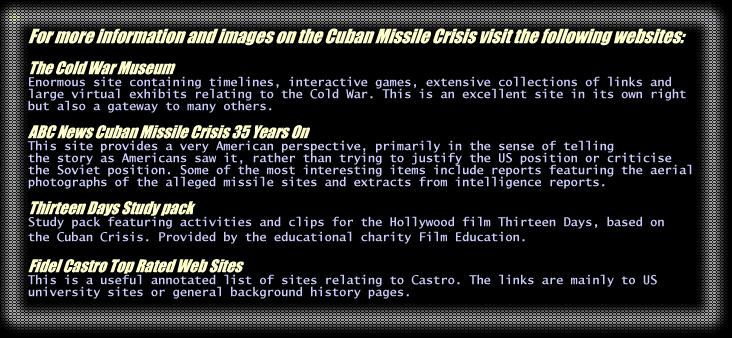 For more information and images on the Cuban Missile Crisis visit the following websites:
The Cold War Museum
Enormous site containing timelines, interactive games, extensive collections of links and
large virtual exhibits relating to the Cold War. This is an excellent site in its own right
but also a gateway to many others.
ABC News Cuban Missile Crisis 35 Years On
This site provides a very American perspective, primarily in the sense of telling
the story as Americans saw it, rather than trying to justify the US position or criticise
the Soviet position. Some of the most interesting items include reports featuring the aerial
photographs of the alleged missile sites and extracts from intelligence reports.
Thirteen Days Study pack
Study pack featuring activities and clips for the Hollywood film Thirteen Days, based on
the Cuban Crisis. Provided by the educational charity Film Education.
Fidel Castro Top Rated Web Sites
This is a useful annotated list of sites relating to Castro. The links are mainly to US
university sites or general background history pages.